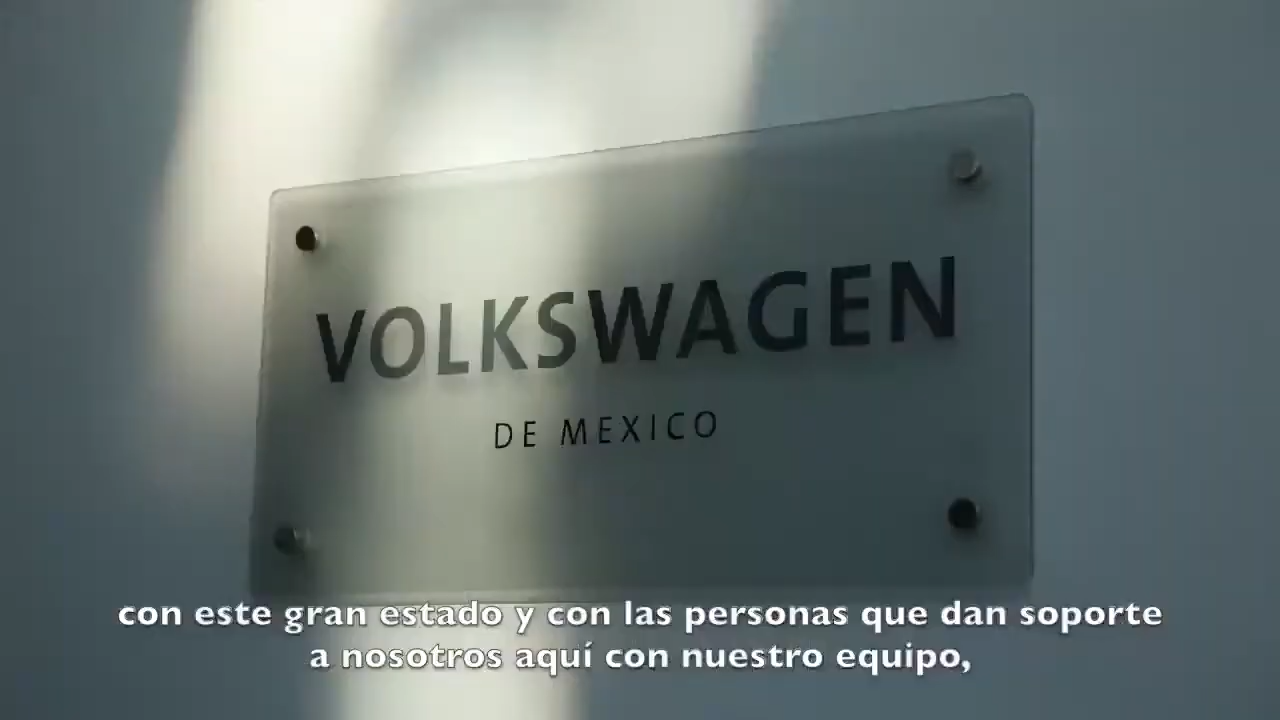 VOLKSWAGEN
DE MEXICO
con este gran estado y con las personas que dan soporte
a nosotros aquí con nuestro equipo,